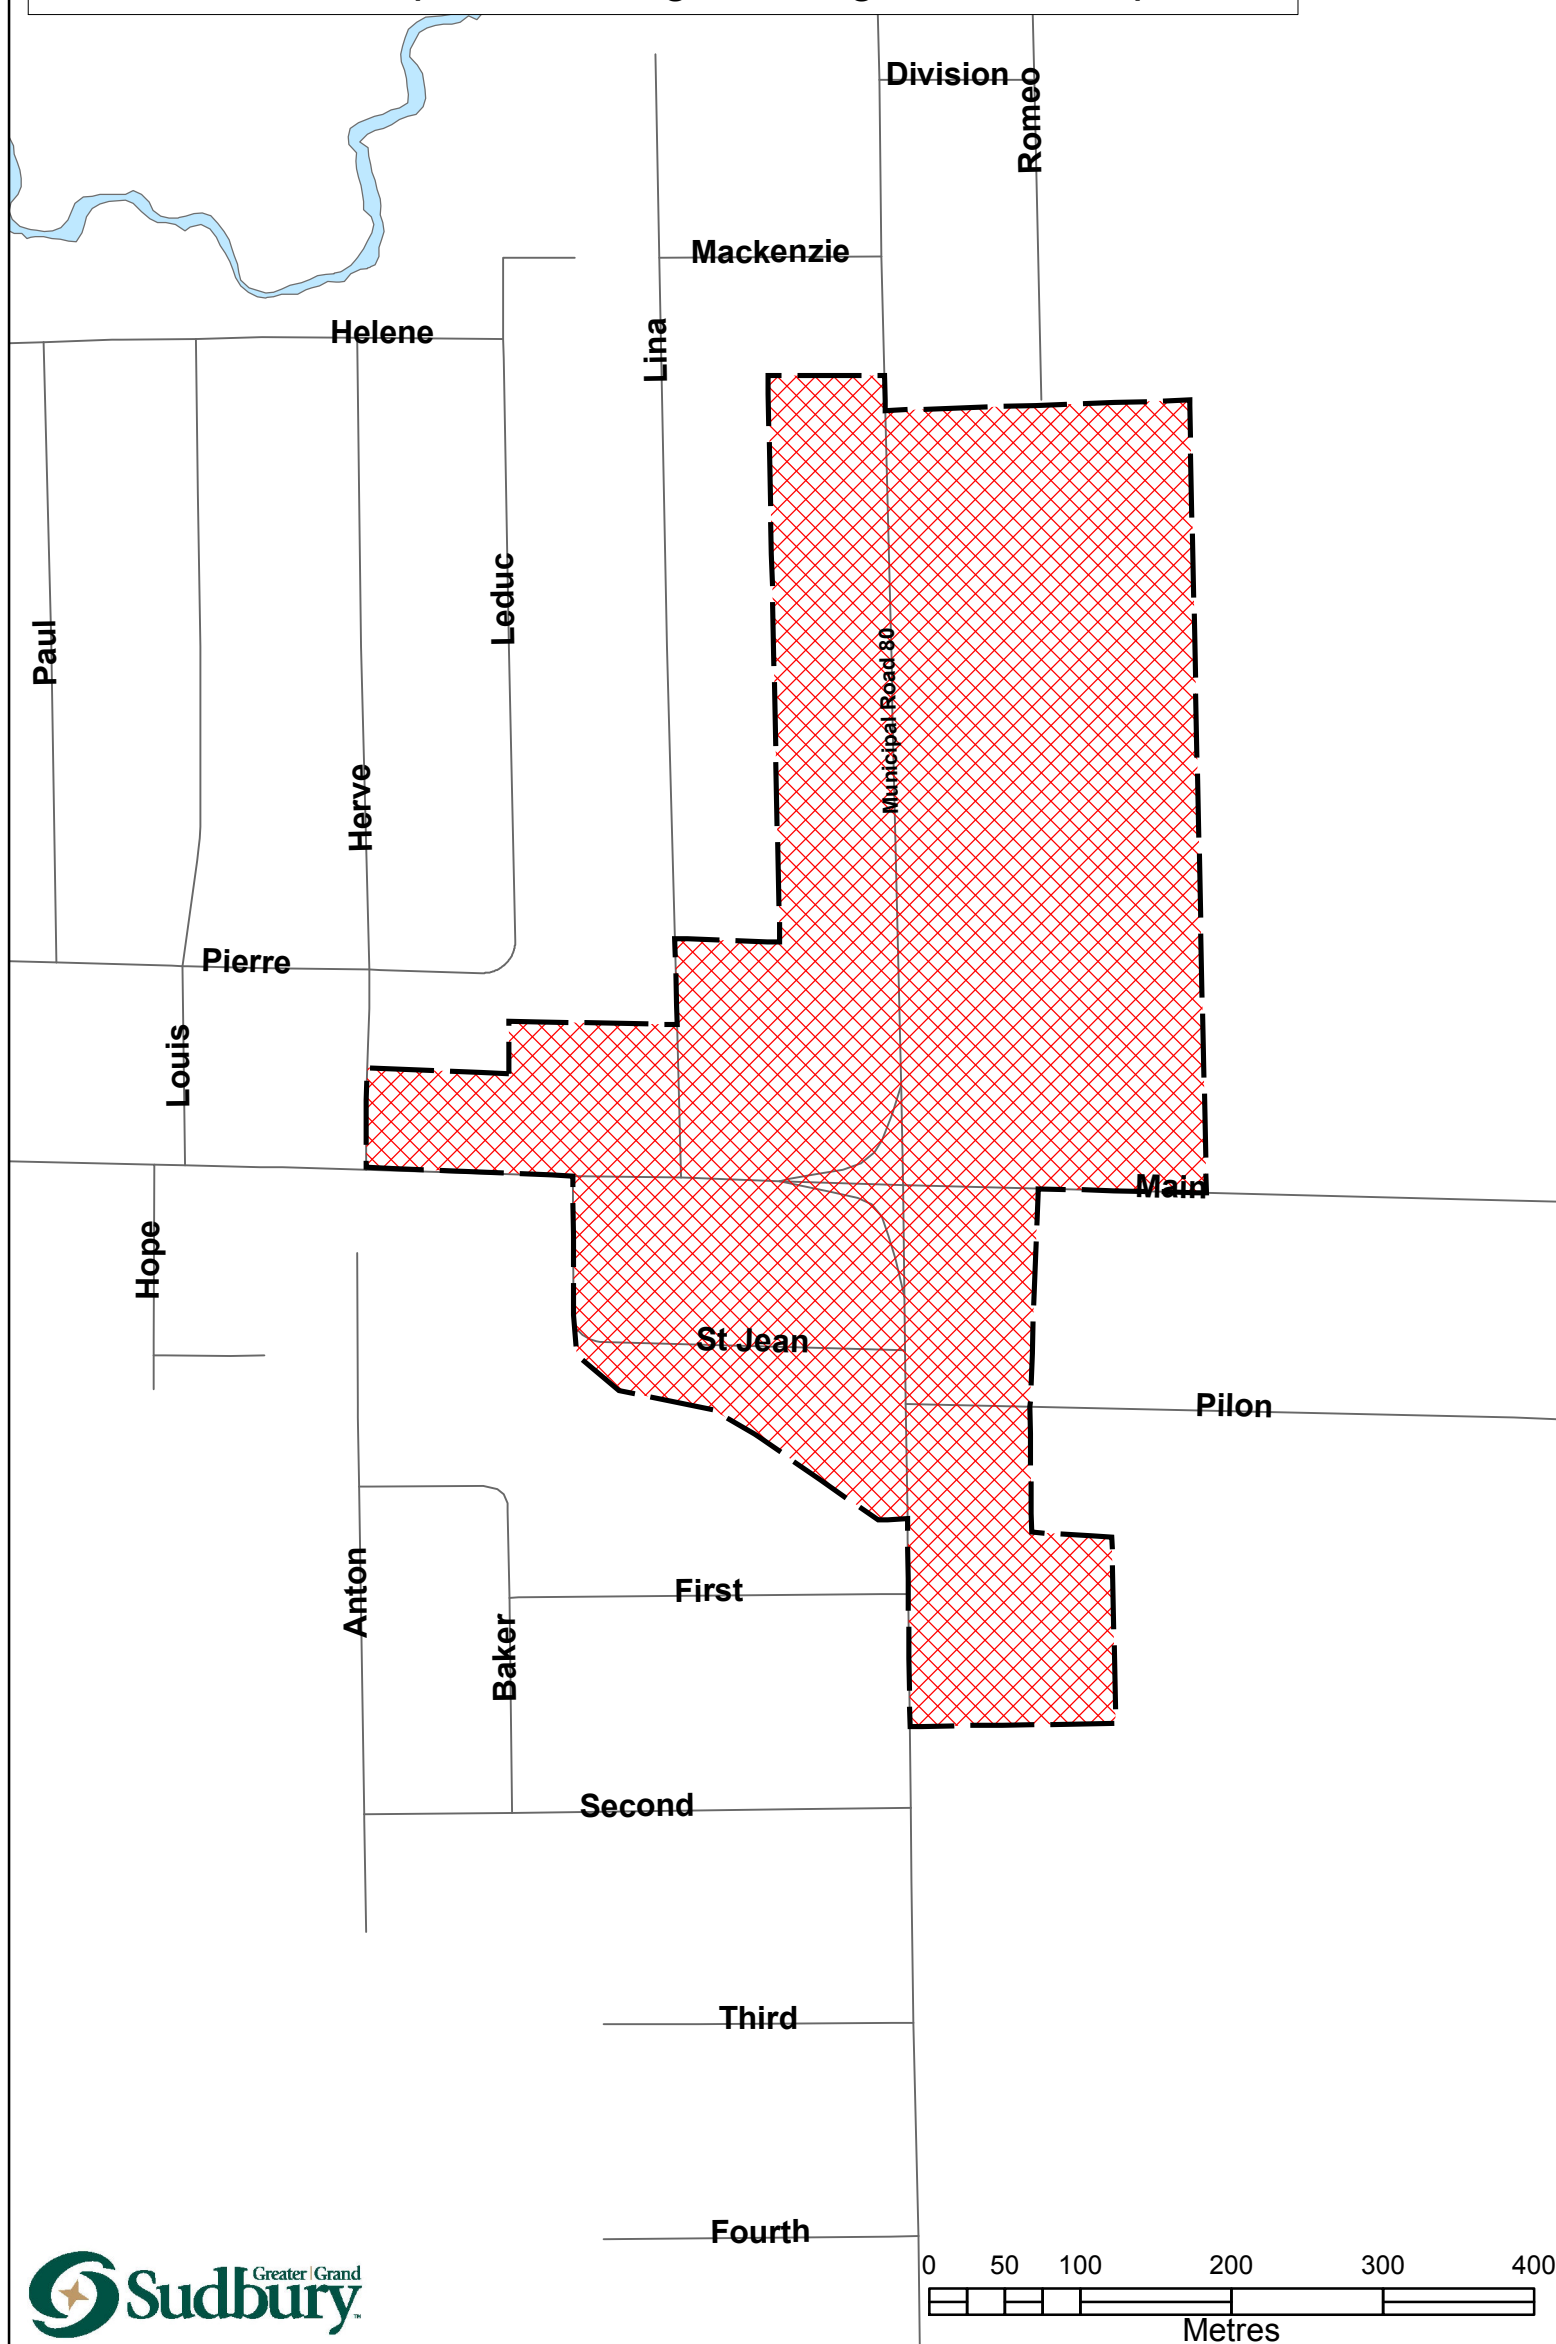 Division
Romeo
Mackenzie
Helene
Lina
Leduc
Paul
Municipal Road 80
Herve
Pierre
Louis
Main
Hope
St Jean
Pilon
Anton
First
Baker
Second
Third
Fourth
Greater|Grand
Sudbury
TM
0 50 100 200 300 400
Metres